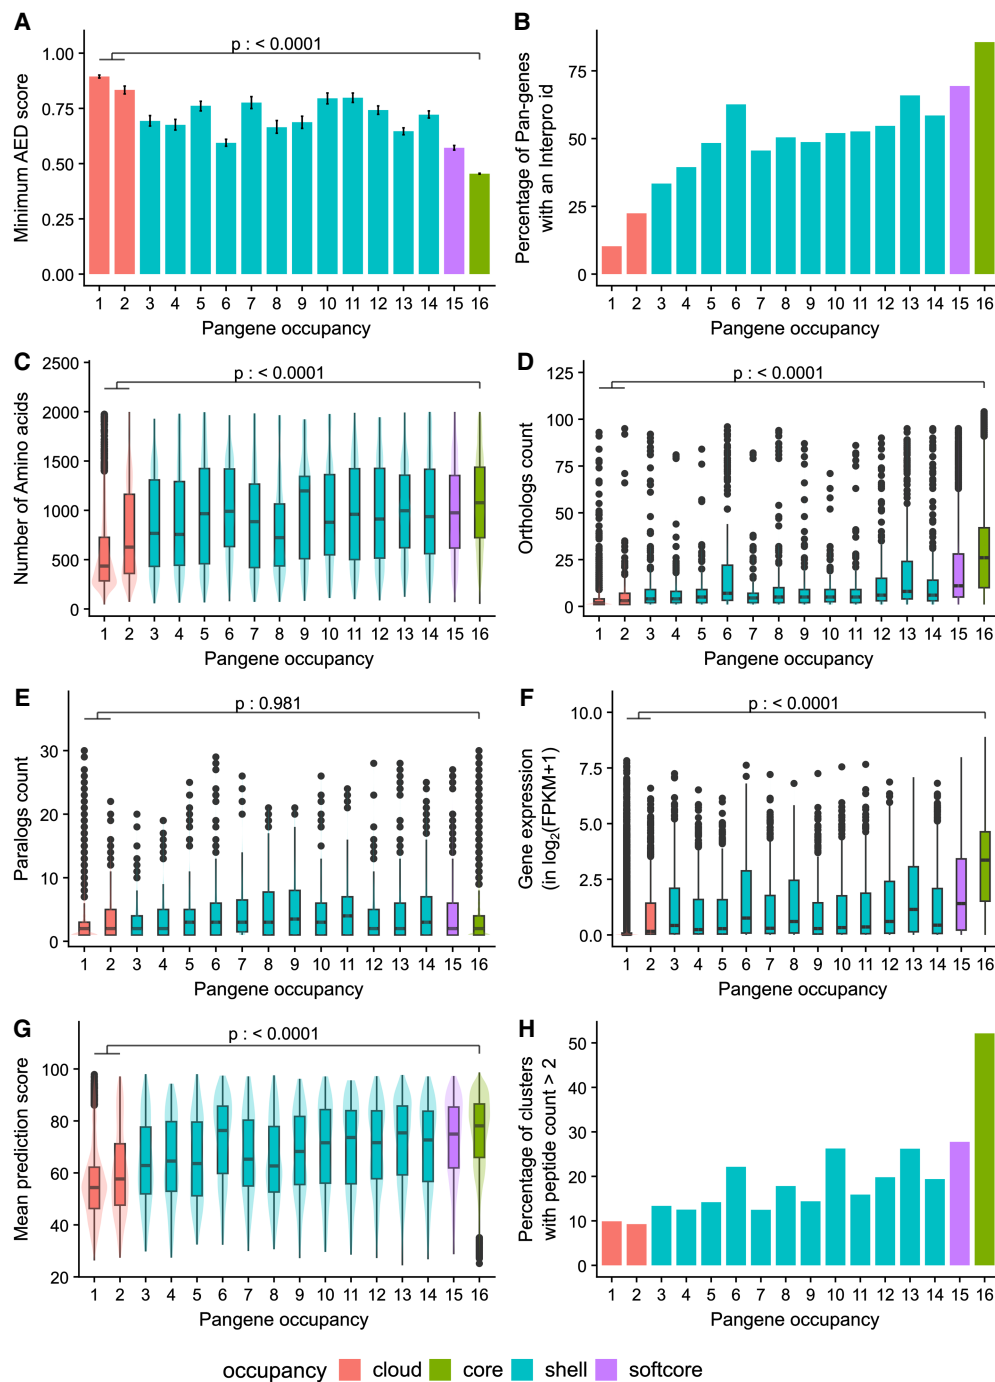 A
p : < 0.0001
Minimum AED score
1.00
0.75
0.50
0.25
0.00
1 2 3 4 5 6 7 8 9 10 11 12 13 14 15 16
Pangene occupancy
B
Percentage of Pan-genes
with an Interpro id
75
50
25
0
1 2 3 4 5 6 7 8 9 10 11 12 13 14 15 16
Pangene occupancy
C
p : < 0.0001
Number of Amino acids
2500
2000
1500
1000
500
0
1 2 3 4 5 6 7 8 9 10 11 12 13 14 15 16
Pangene occupancy
D
p : < 0.0001
Orthologs count
125
100
75
50
25
0
1 2 3 4 5 6 7 8 9 10 11 12 13 14 15 16
Pangene occupancy
E
p : 0.981
Paralogs count
30
20
10
0
1 2 3 4 5 6 7 8 9 10 11 12 13 14 15 16
Pangene occupancy
F
p : < 0.0001
Gene expression
(in log2(FPKM+1)
10.0
7.5
5.0
2.5
0.0
1 2 3 4 5 6 7 8 9 10 11 12 13 14 15 16
Pangene occupancy
G
p : < 0.0001
Mean prediction score
100
80
60
40
20
1 2 3 4 5 6 7 8 9 10 11 12 13 14 15 16
Pangene occupancy
H
Percentage of clusters
with peptide count > 2
50
40
30
20
10
0
1 2 3 4 5 6 7 8 9 10 11 12 13 14 15 16
Pangene occupancy
occupancy cloud core shell softcore